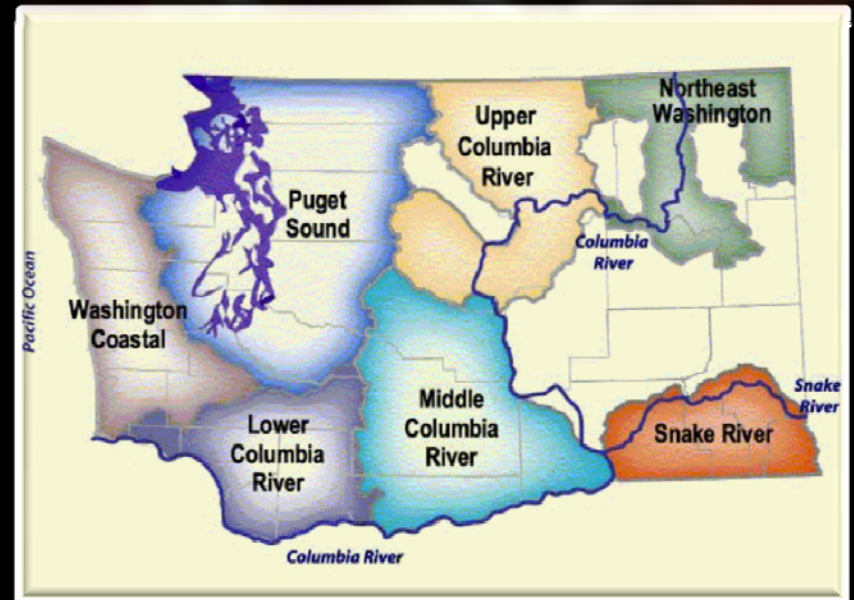 Northeast
Washington
Upper
Columbia
River
Puget
Sound
Columbia
River
Pacific Ocean
Washington
Coastal
Snake
River
Middle
Columbia
River
Lower
Columbia
River
Snake River
Columbia River